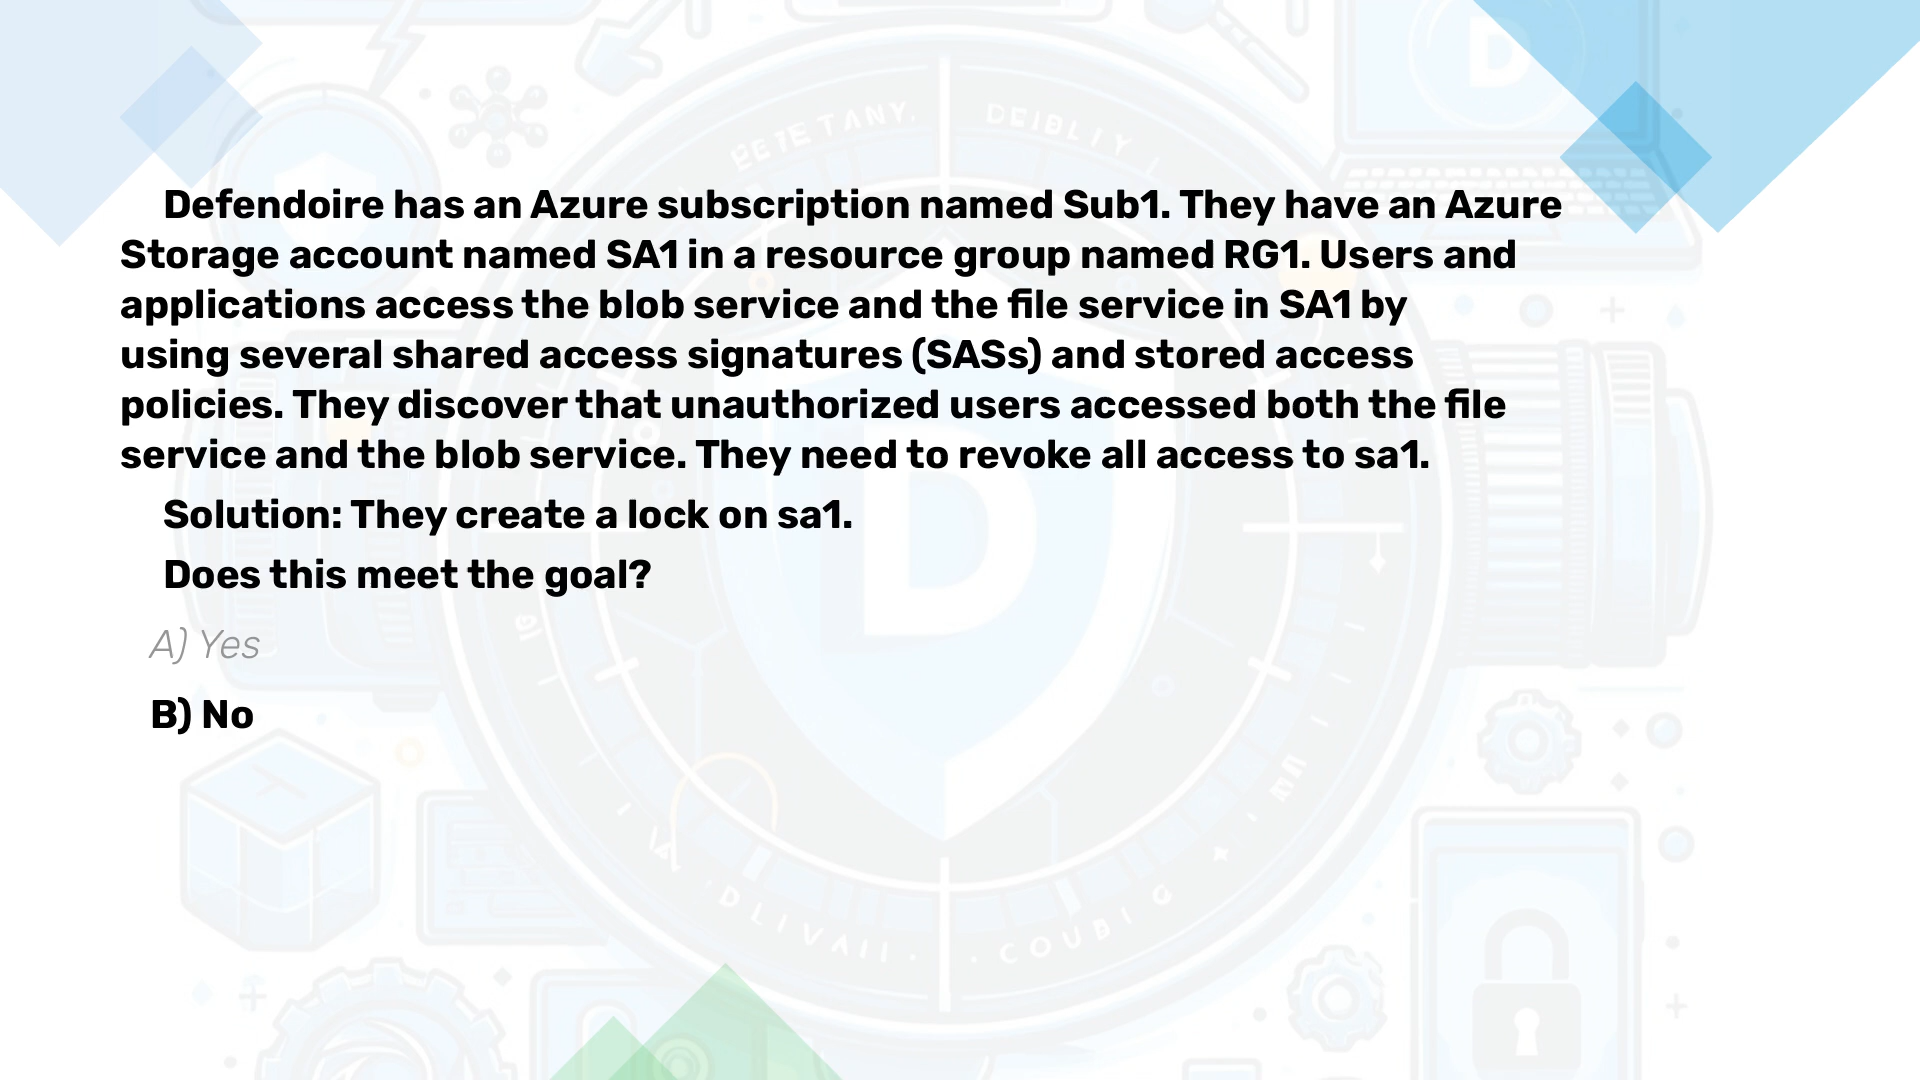 Defendoire has an Azure subscription named Sub1. They have an Azure
Storage account named SA1 in a resource group named RG1. Users and
applications access the blob service and the file service in SA1 by
using several shared access signatures (SASs) and stored access
policies. They discover that unauthorized users accessed both the file
service and the blob service. They need to revoke all access to sa1.
Solution: They create a lock on sa1.
Does this meet the goal?
A) Yes
B) No